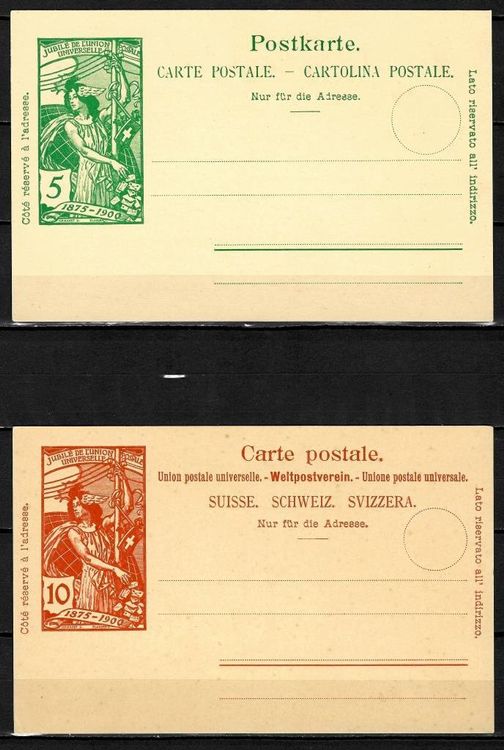 JUBILÉ DE L'UNION
UNIVERSELLE POSTALE
5
1875-1900
Côté réservé à l'adresse.
Postkarte.
CARTE POSTALE. – CARTOLINA POSTALE.
Nur für die Adresse.
Lato riservato all' indirizzo.
JUBILÉ DE L'UNION
UNIVERSELLE POSTALE
10
1875-1900
Côté réservé à l'adresse.
Carte postale.
Union postale universelle. - Weltpostverein. - Unione postale universale.
SUISSE. SCHWEIZ. SVIZZERA.
Nur für die Adresse.
Lato riservato all' indirizzo.